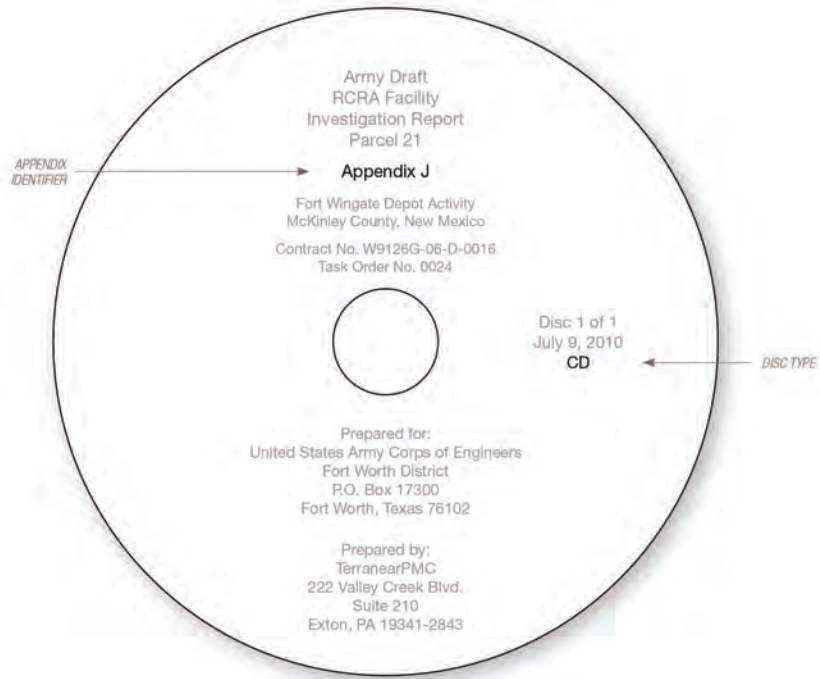 Army Draft
RCRA Facility
Investigation Report
Parcel 21
APPENDIX
IDENTIFIER
Appendix J
Fort Wingate Depot Activity
McKinley County, New Mexico
Contract No. W9126G-06-D-0016
Task Order No. 0024
Disc 1 of 1
July 9, 2010
CD
DISC TYPE
Prepared for:
United States Army Corps of Engineers
Fort Worth District
P.O. Box 17300
Fort Worth, Texas 76102
Prepared by:
TerranearPMC
222 Valley Creek Blvd.
Suite 210
Exton, PA 19341-2843